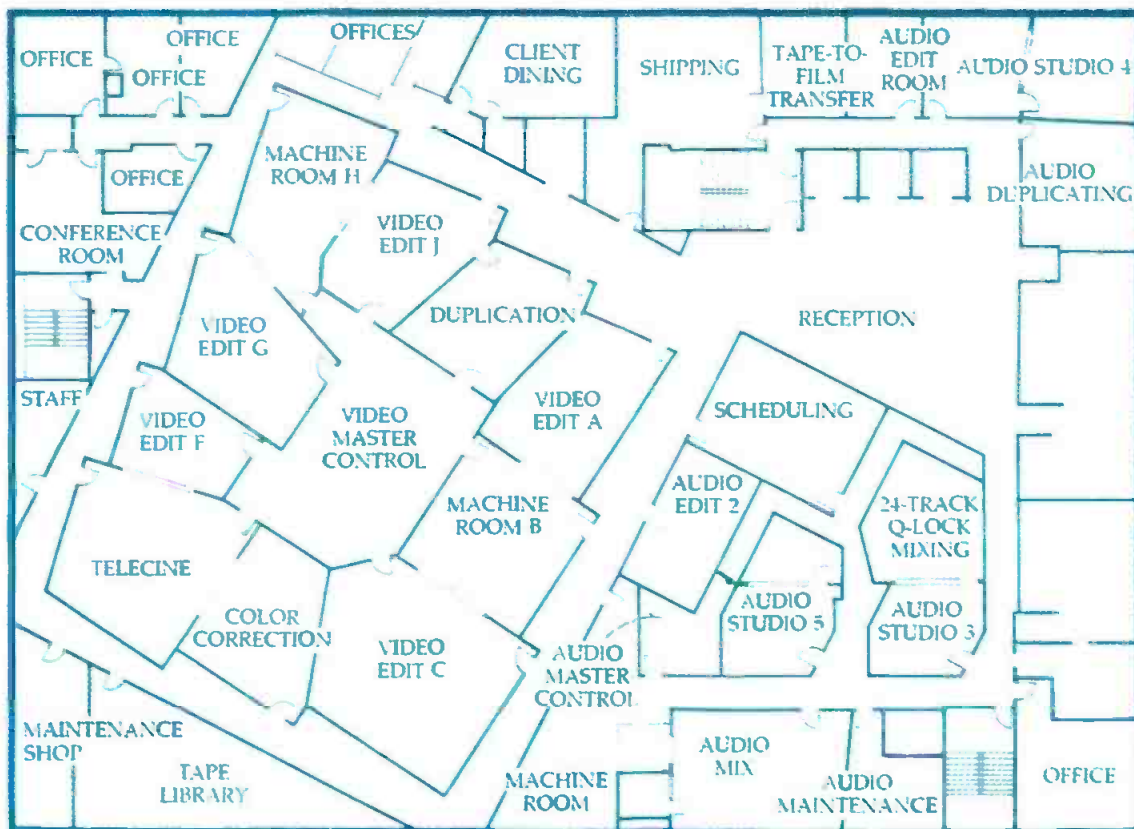 OFFICE
OFFICE
OFFICE
OFFICES
CLIENT
DINING
SHIPPING
TAPE-TO-
FILM
TRANSFER
AUDIO
EDIT
ROOM
AUDIO STUDIO 4
MACHINE
ROOM H
OFFICE
AUDIO
DUPLICATING
CONFERENCE
ROOM
VIDEO
EDIT J
VIDEO
EDIT G
DUPLICATION
RECEPTION
STAFF
VIDEO
EDIT F
VIDEO
MASTER
CONTROL
VIDEO
EDIT A
SCHEDULING
MACHINE
ROOM B
AUDIO
EDIT 2
24-TRACK
Q-LOCK
MIXING
TELECINE
COLOR
CORRECTION
VIDEO
EDIT C
AUDIO
MASTER
CONTROL
AUDIO
STUDIO 5
AUDIO
STUDIO 3
MAINTENANCE
SHOP
TAPE
LIBRARY
MACHINE
ROOM
AUDIO
MIX
AUDIO
MAINTENANCE
OFFICE